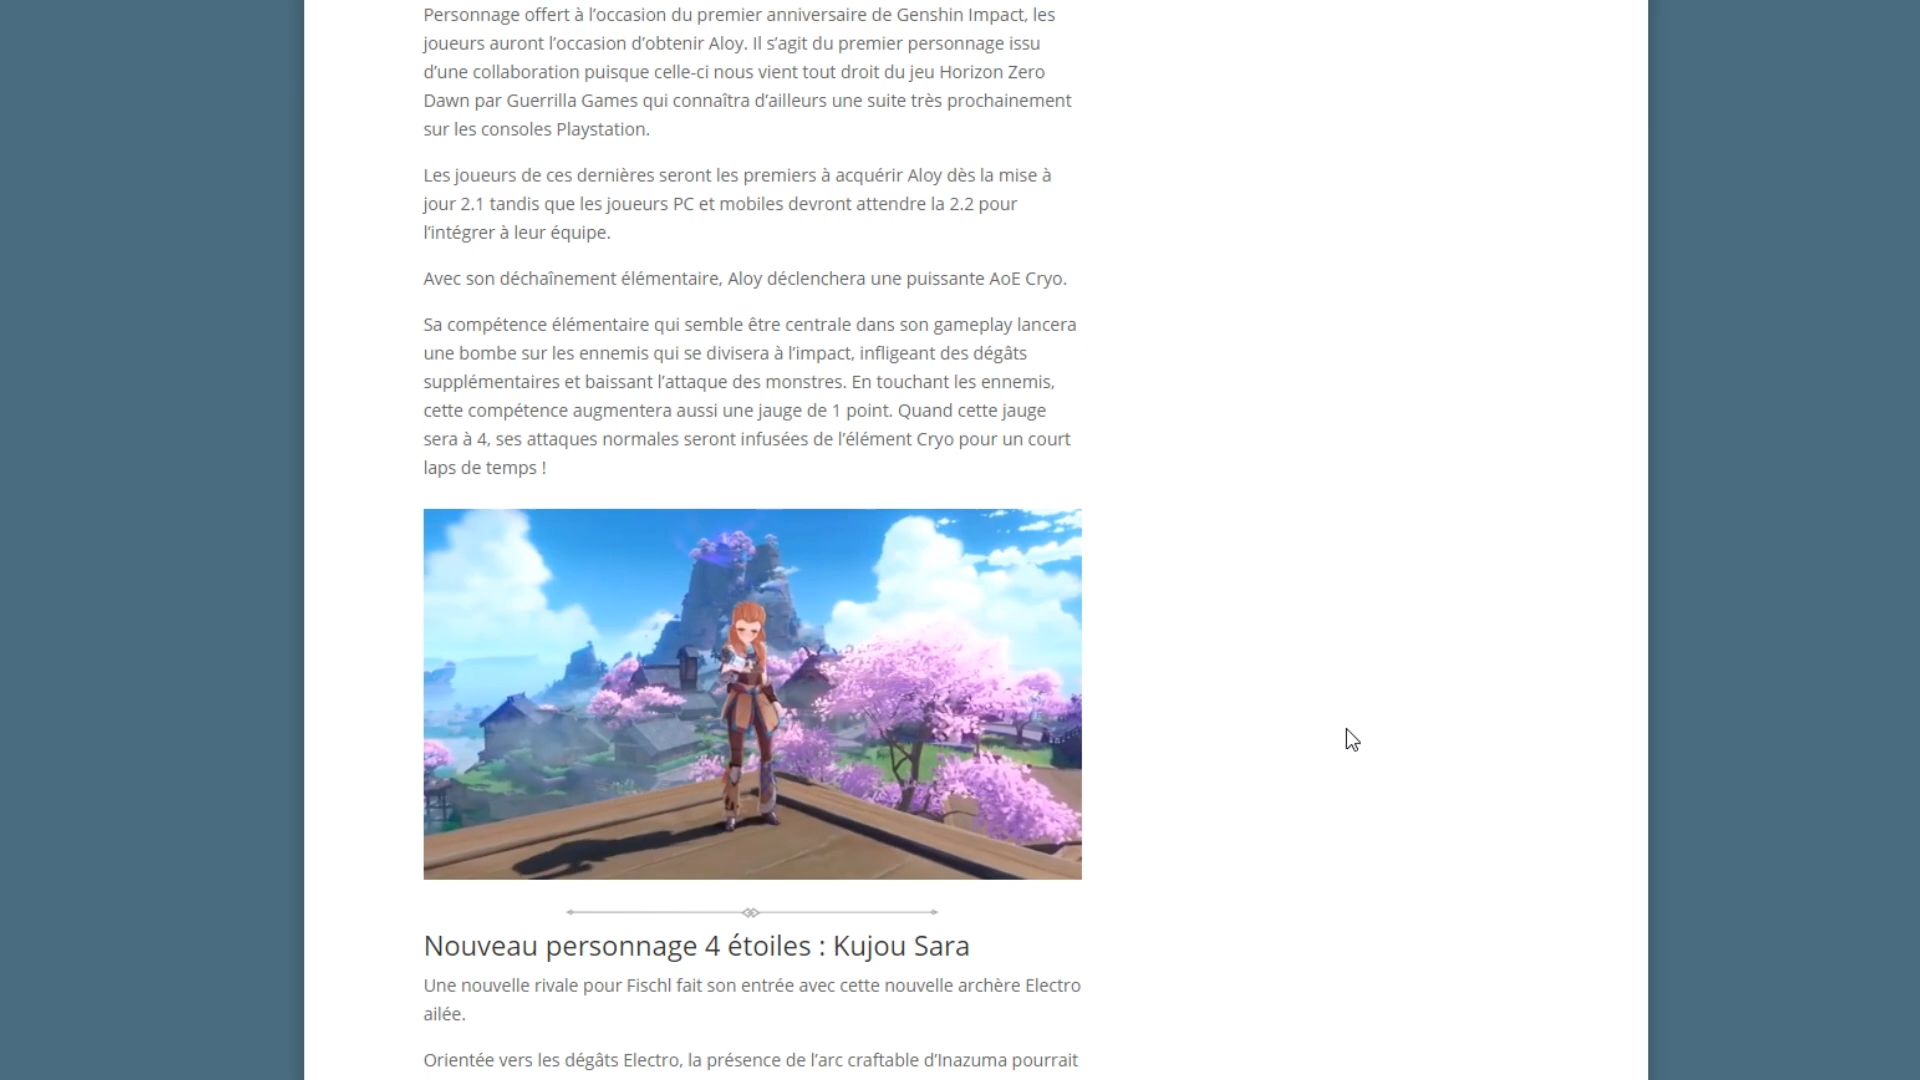 Personnage offert à l’occasion du premier anniversaire de Genshin Impact, les
joueurs auront l’occasion d’obtenir Aloy. Il s’agit du premier personnage issu
d’une collaboration puisque celle-ci nous vient tout droit du jeu Horizon Zero
Dawn par Guerrilla Games qui connaîtra d’ailleurs une suite très prochainement
sur les consoles Playstation.
Les joueurs de ces dernières seront les premiers à acquérir Aloy dès la mise à
jour 2.1 tandis que les joueurs PC et mobiles devront attendre la 2.2 pour
l’intégrer à leur équipe.
Avec son déchaînement élémentaire, Aloy déclenchera une puissante AoE Cryo.
Sa compétence élémentaire qui semble être centrale dans son gameplay lancera
une bombe sur les ennemis qui se divisera à l’impact, infligeant des dégâts
supplémentaires et baissant l’attaque des monstres. En touchant les ennemis,
cette compétence augmentera aussi une jauge de 1 point. Quand cette jauge
sera à 4, ses attaques normales seront infusées de l’élément Cryo pour un court
laps de temps !
Nouveau personnage 4 étoiles : Kujou Sara
Une nouvelle rivale pour Fischl fait son entrée avec cette nouvelle archère Electro
ailée.
Orientée vers les dégâts Electro, la présence de l’arc craftable d’Inazuma pourrait